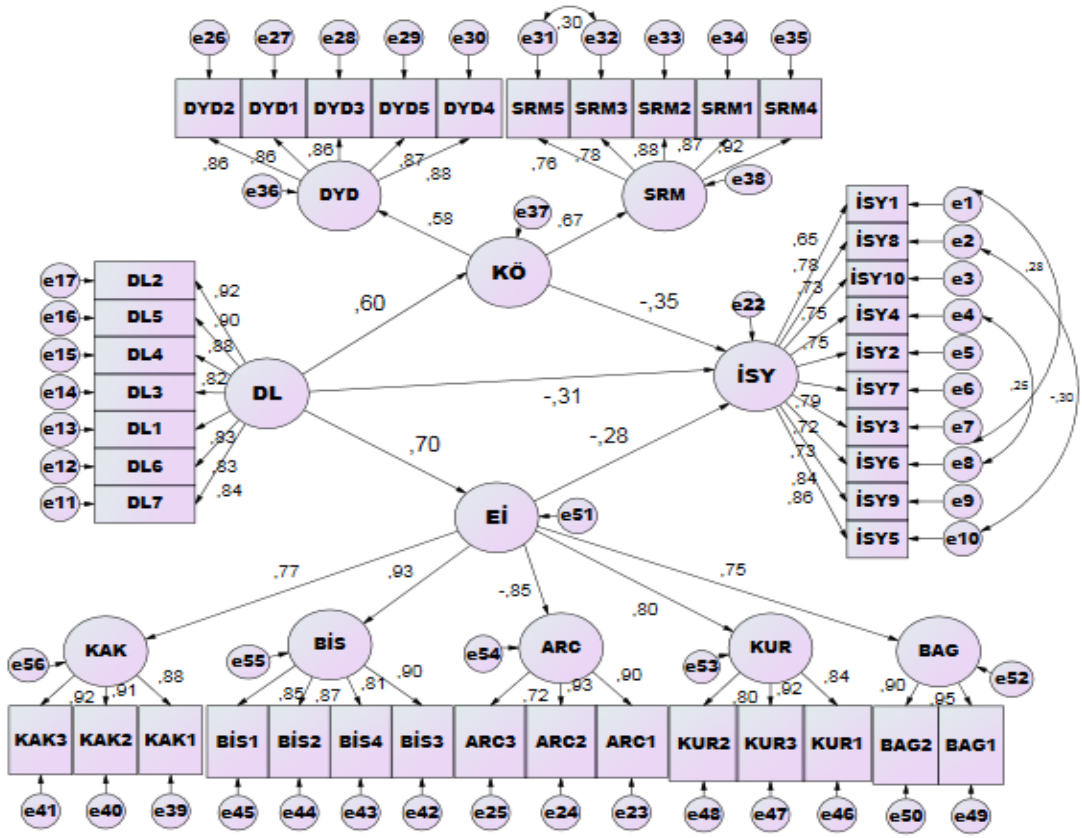 e26 e27 e28 e29 e30 e31 ,30 e32 e33 e34 e35
DYD2 DYD1 DYD3 DYD5 DYD4 SRM5 SRM3 SRM2 SRM1 SRM4
,86 ,86 ,86 ,87 ,88 ,76 ,78 ,88 ,87 ,92
e36 DYD SRM e38
,58 e37 ,67
KÖ
,60 -,35
e17 DL2 ,92
e16 DL5 ,90
e15 DL4 ,88
e14 DL3 ,82
e13 DL1 ,83
e12 DL6 ,83
e11 DL7 ,84
DL
-,31
,70 -,28
e22
İSY
,65 İSY1 e1
,78 İSY8 e2
,73 İSY10 e3
,75 İSY4 e4
,75 İSY2 e5
İSY7 e6
,79 İSY3 e7
,72 İSY6 e8
,73 İSY9 e9
,84 İSY5 e10
,86
,28
,25
-,30
Eİ e51
,77 ,93 -,85 ,80 ,75
e56 KAK e55 BİS e54 ARC e53 KUR BAG e52
,92 ,91 ,88 ,85 ,87 ,81 ,90 ,72 ,93 ,90 ,80 ,92 ,84 ,90 ,95
KAK3 KAK2 KAK1 BİS1 BİS2 BİS4 BİS3 ARC3 ARC2 ARC1 KUR2 KUR3 KUR1 BAG2 BAG1
e41 e40 e39 e45 e44 e43 e42 e25 e24 e23 e48 e47 e46 e50 e49